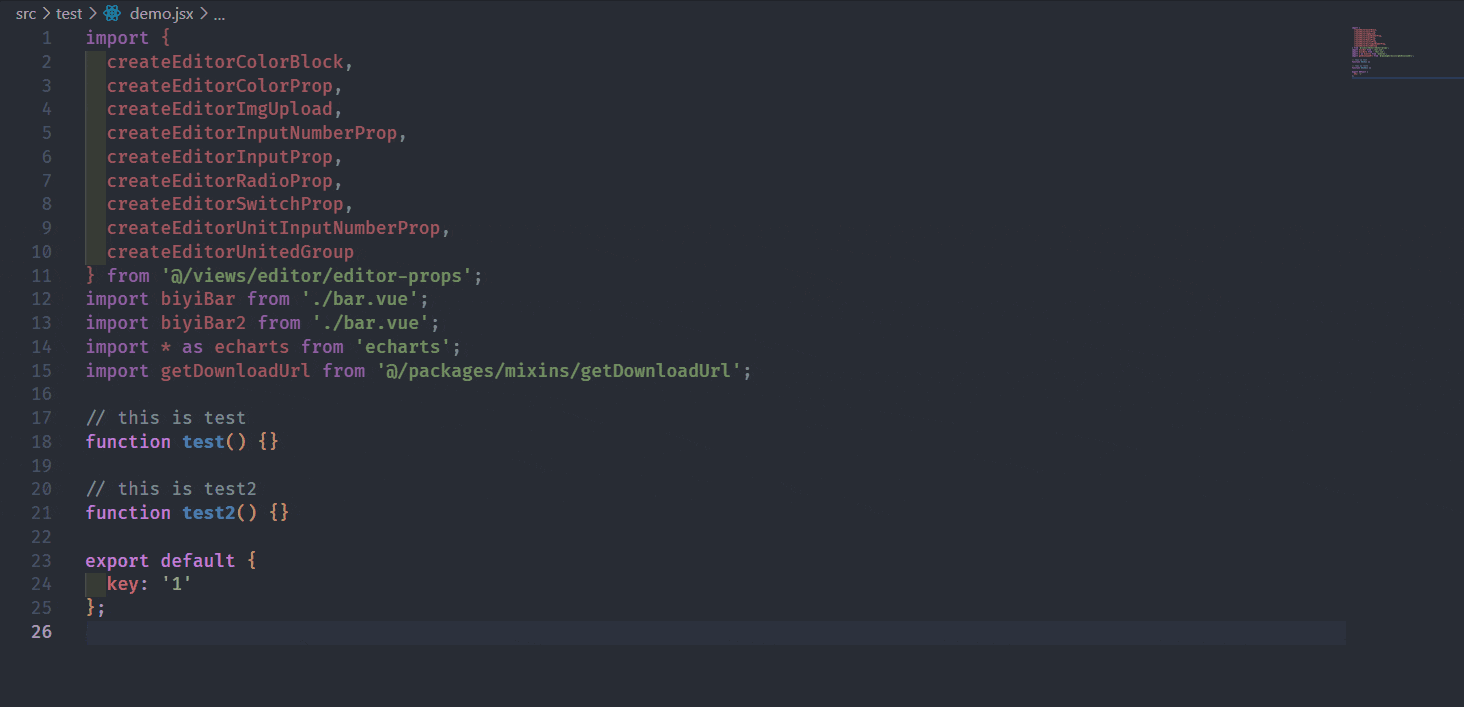 src > test > demo.jsx > ...
1 import {
2   createEditorColorBlock,
3   createEditorColorProp,
4   createEditorImgUpload,
5   createEditorInputNumberProp,
6   createEditorInputProp,
7   createEditorRadioProp,
8   createEditorSwitchProp,
9   createEditorUnitInputNumberProp,
10   createEditorUnitedGroup
11 } from '@/views/editor/editor-props';
12 import biyiBar from './bar.vue';
13 import biyiBar2 from './bar.vue';
14 import * as echarts from 'echarts';
15 import getDownloadUrl from '@/packages/mixins/getDownloadUrl';
16
17 // this is test
18 function test() {}
19
20 // this is test2
21 function test2() {}
22
23 export default {
24   key: '1'
25 };
26